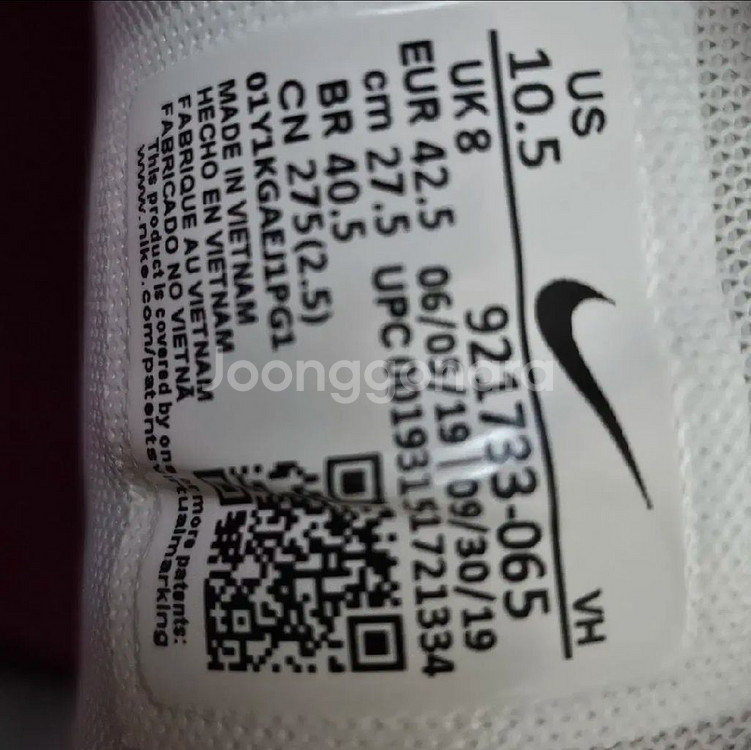 US VH
10.5
UK 8 921733-065
EUR 42.5 06/05/19 | 09/30/19
cm 27.5 UPC 00193151721334
BR 40.5
CN 275(2.5)
01Y1KGAEJ1PG1
MADE IN VIETNAM
HECHO EN VIETNAM
FABRIQUE AU VIETNAM
FABRICADO NO VIETNÃ
This product is covered by one more patents:
www.nike.com/patents
Joonggonara